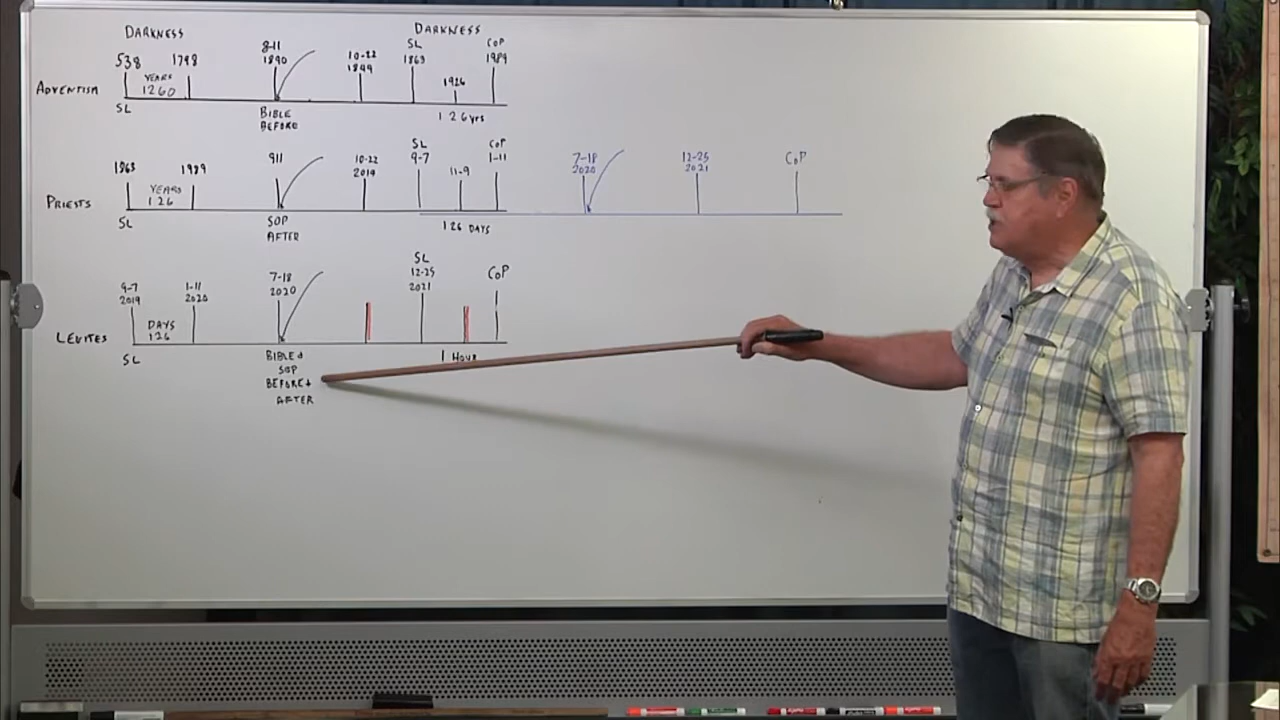 DARKNESS
DARKNESS
538
1798
8-11
1840
10-22
1844
SL
1863
1926
COP
1989
ADVENTISM
YEARS
1260
SL
BIBLE
BEFORE
126 yrs
1863
1989
911
10-22
2019
SL
9-7
11-9
COP
1-11
7-18
2020
12-25
2021
COP
PRIESTS
YEARS
126
SL
SOP
AFTER
126 DAYS
9-7
2019
1-11
2020
7-18
2020
SL
12-25
2021
COP
LEVITES
DAYS
126
SL
BIBLE &
SOP
BEFORE &
AFTER
1 HOUR